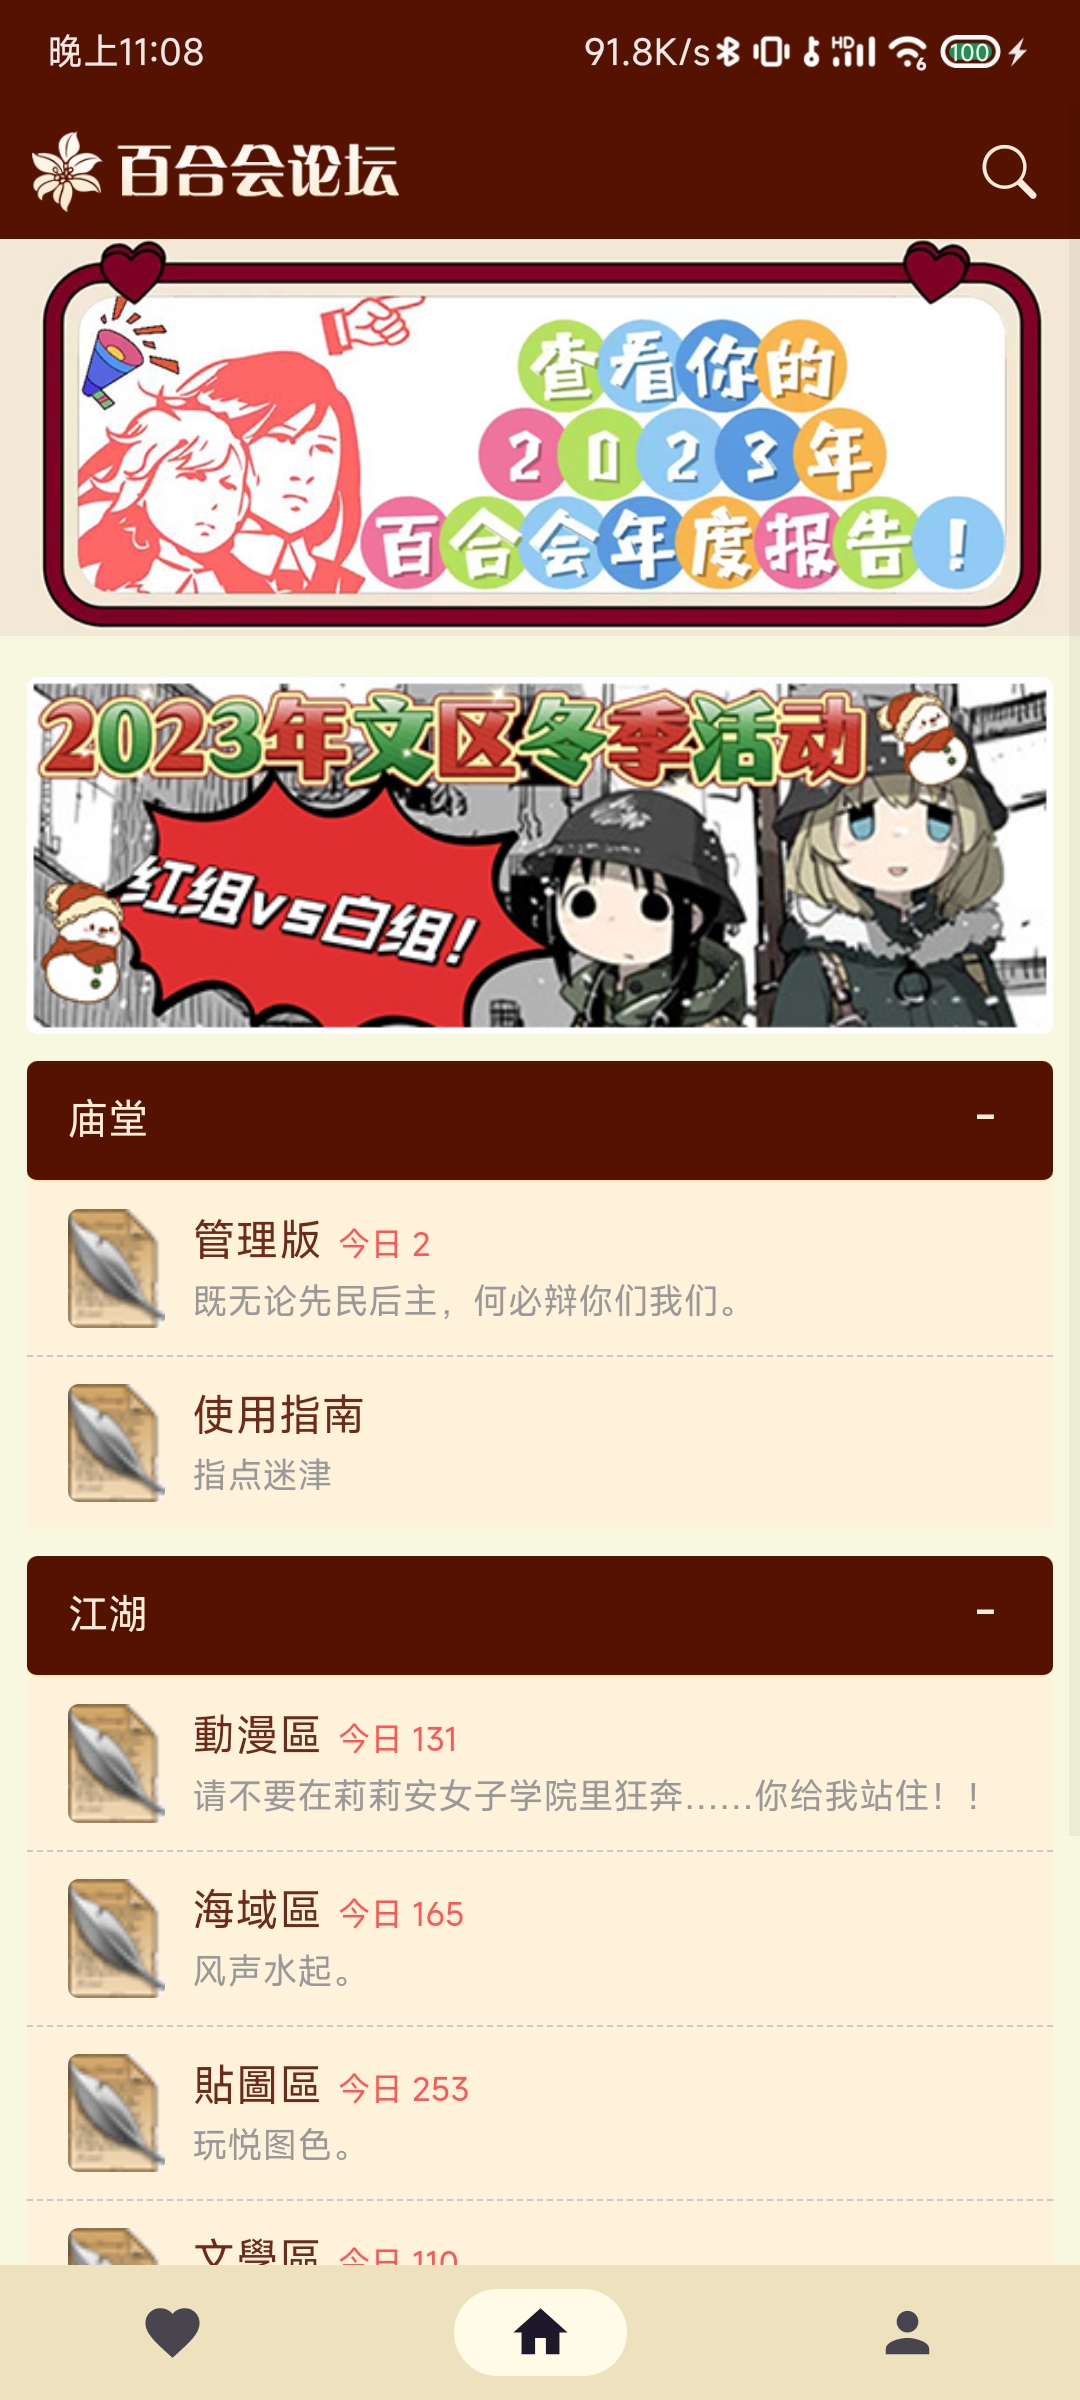 晚上11:08
91.8K/s HD 6 100
百合会论坛
查看你的
2023年
百合会年度报告！
2023年文区冬季活动
红组vs白组！
庙堂 -
管理版 今日 2
既无论先民后主，何必辩你们我们。
使用指南
指点迷津
江湖 -
動漫區 今日 131
请不要在莉莉安女子学院里狂奔……你给我站住！！
海域區 今日 165
风声水起。
貼圖區 今日 253
玩悦图色。
文學區 今日 110